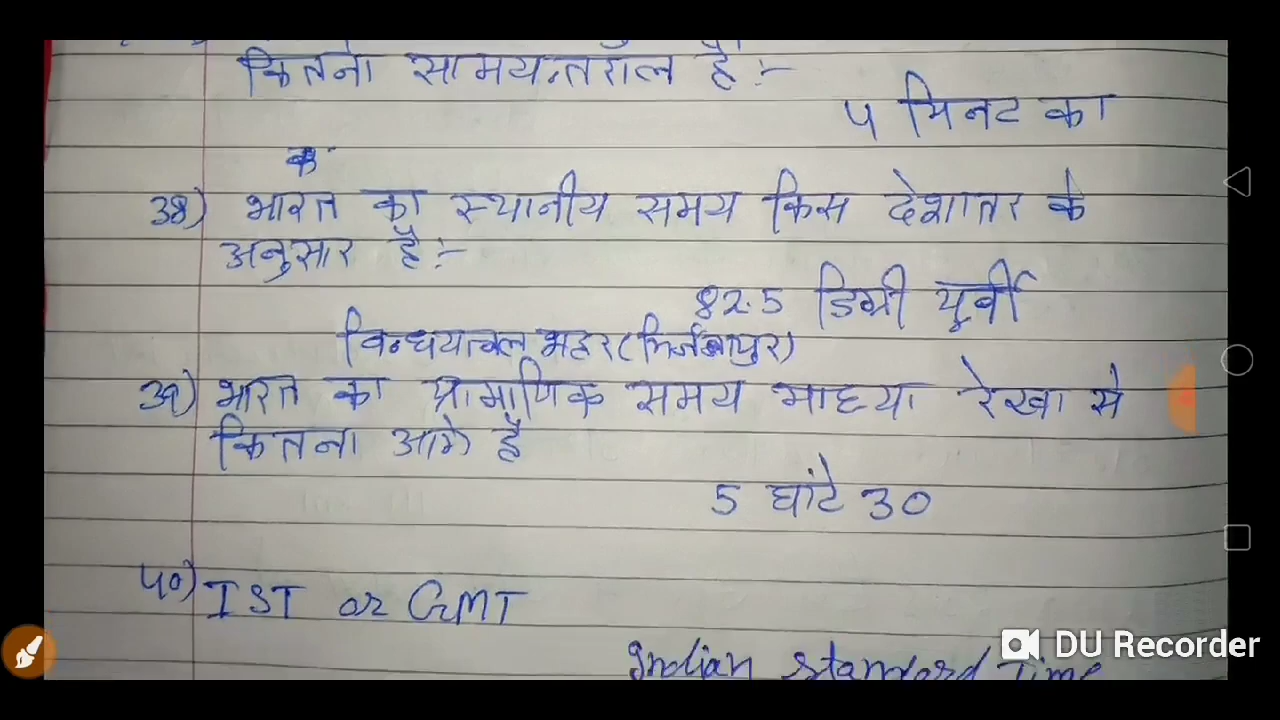 कितना सामयन्तराल है :-
4 मिनट का
38) भारत का स्थानीय समय किस देशातर के
अनुसार है :-
82.5 डिग्री पूर्वी
विन्धयाचल शहर (मिर्जापुर)
39) भारत का प्रामाणिक समय माध्या रेखा से
कितना आगे है
5 घांटे 30
40) IST or GMT
Indian Standard Time
DU Recorder